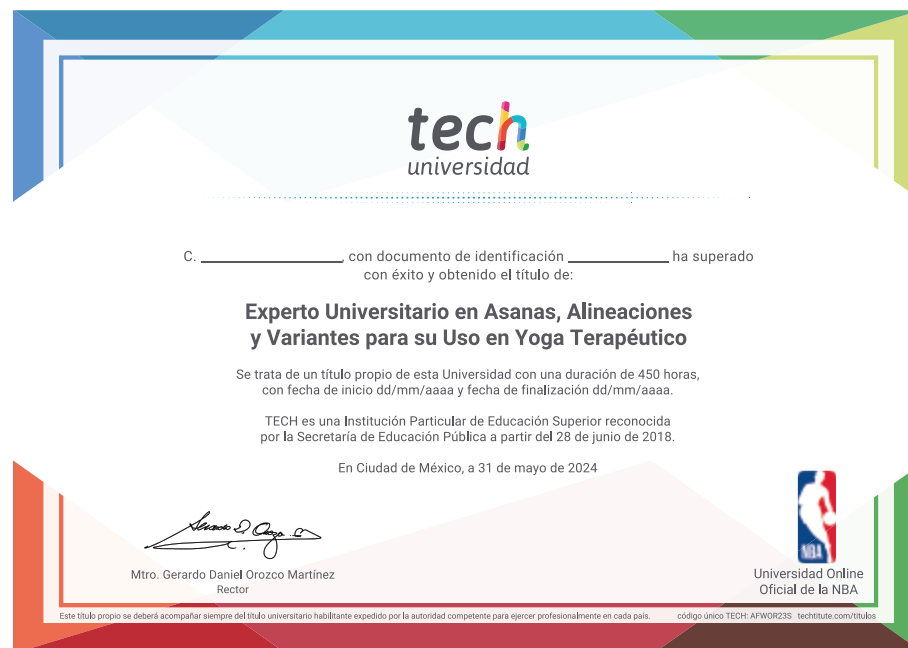 tech
universidad
C. ____________, con documento de identificación ____________ ha superado
con éxito y obtenido el título de:
Experto Universitario en Asanas, Alineaciones
y Variantes para su Uso en Yoga Terapéutico
Se trata de un título propio de esta Universidad con una duración de 450 horas,
con fecha de inicio dd/mm/aaaa y fecha de finalización dd/mm/aaaa.
TECH es una Institución Particular de Educación Superior reconocida
por la Secretaría de Educación Pública a partir del 28 de junio de 2018.
En Ciudad de México, a 31 de mayo de 2024
Mtro. Gerardo Daniel Orozco Martínez
Rector
NBA
Universidad Online
Oficial de la NBA
Este título propio se deberá acompañar siempre del título universitario habilitante expedido por la autoridad competente para ejercer profesionalmente en cada país. código único TECH: AFWOR23S techtitute.com/titulos